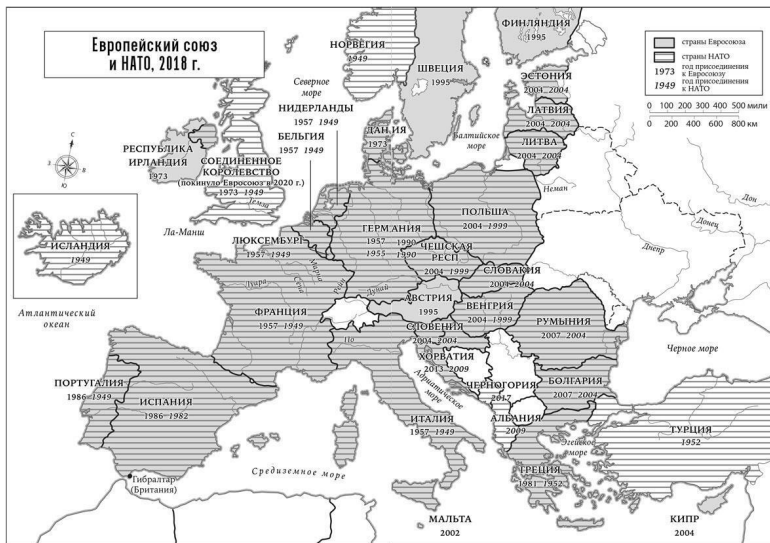 Европейский союз
и НАТО, 2018 г.
страны Евросоюза
страны НАТО
1973 год присоединения
к Евросоюзу
1949 год присоединения
к НАТО
0 100 200 300 400 500 мили
0 200 400 600 800 км
С
З В
Ю
ФИНЛЯНДИЯ
1995
НОРВЕГИЯ
1949
ШВЕЦИЯ
1995
Северное
море
ЭСТОНИЯ
2004 2004
ЛАТВИЯ
2004 2004
ЛИТВА
2004 2004
Балтийское
море
НИДЕРЛАНДЫ
1957 1949
БЕЛЬГИЯ
1957 1949
ДАНИЯ
1973
РЕСПУБЛИКА
ИРЛАНДИЯ
1973
СОЕДИНЕННОЕ
КОРОЛЕВСТВО
(покинуло Евросоюз в 2020 г.)
1973 1949
Темза
Неман
Дон
Донец
Днепр
ПОЛЬША
2004 1999
ГЕРМАНИЯ
1957 1990
1955 1990
ЧЕШСКАЯ
РЕСП.
2004 1999
Ла-Манш
ЛЮКСЕМБУРГ
1957 1949
ИСЛАНДИЯ
1949
Атлантический
океан
СЛОВАКИЯ
2004 2004
Луара
Сена
Марна
Рейн
Дунай
АВСТРИЯ
1995
ВЕНГРИЯ
2004 1999
ФРАНЦИЯ
1957 1949
РУМЫНИЯ
2007 2004
СЛОВЕНИЯ
2004 2004
По
ХОРВАТИЯ
2013 2009
Черное море
Адриатическое
море
ЧЕРНОГОРИЯ
2017
БОЛГАРИЯ
2007 2004
ПОРТУГАЛИЯ
1986 1949
ИСПАНИЯ
1986 1982
ИТАЛИЯ
1957 1949
АЛБАНИЯ
2009
ТУРЦИЯ
1952
Эгейское
море
Средиземное море
ГРЕЦИЯ
1981 1952
Гибралтар
(Британия)
МАЛЬТА
2002
КИПР
2004